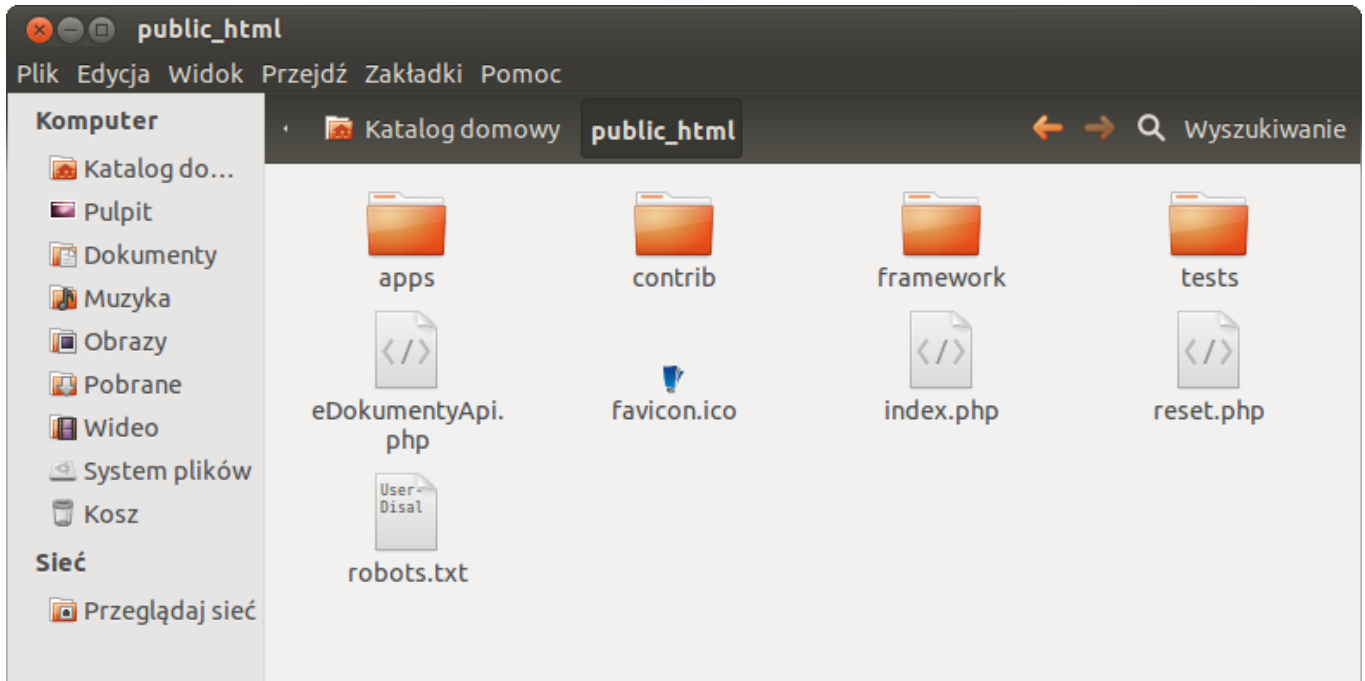 public_html
Plik Edycja Widok Przejdź Zakładki Pomoc
Komputer
Katalog do...
Pulpit
Dokumenty
Muzyka
Obrazy
Pobrane
Wideo
System plików
Kosz
Sieć
Przeglądaj sieć
Katalog domowy public_html Wyszukiwanie
apps contrib framework tests
eDokumentyApi.
php
favicon.ico index.php reset.php
User-
Disal
robots.txt